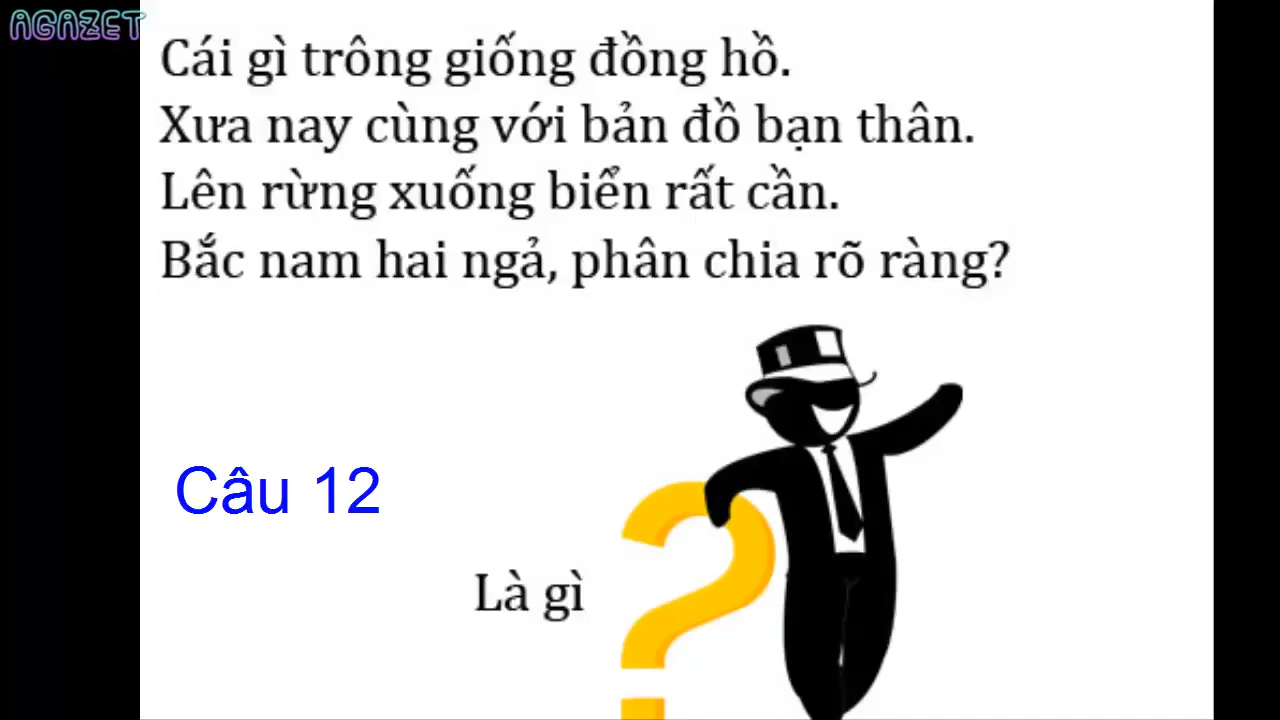 AGAZET
Cái gì trông giống đồng hồ.
Xưa nay cùng với bản đồ bạn thân.
Lên rừng xuống biển rất cần.
Bắc nam hai ngả, phân chia rõ ràng?
Câu 12
Là gì